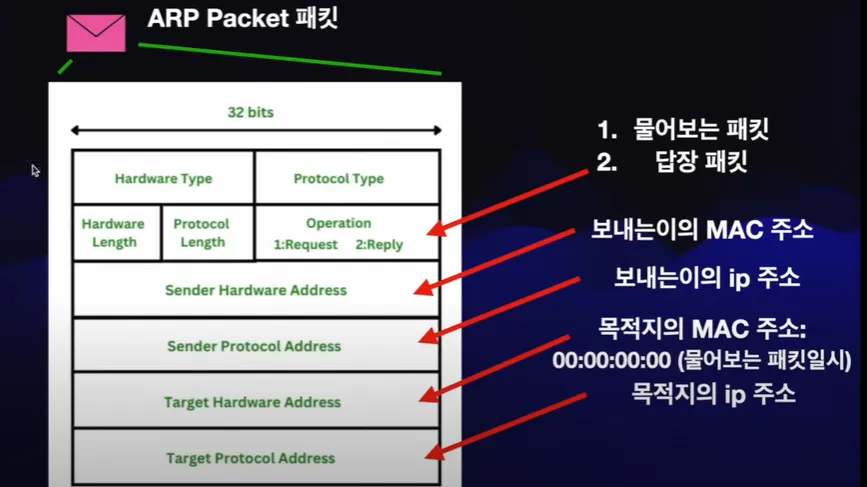 ARP Packet 패킷
32 bits
Hardware Type
Protocol Type
Hardware
Length
Protocol
Length
Operation
1:Request 2:Reply
Sender Hardware Address
Sender Protocol Address
Target Hardware Address
Target Protocol Address
1. 물어보는 패킷
2. 답장 패킷
보내는이의 MAC 주소
보내는이의 ip 주소
목적지의 MAC 주소:
00:00:00:00 (물어보는 패킷일시)
목적지의 ip 주소